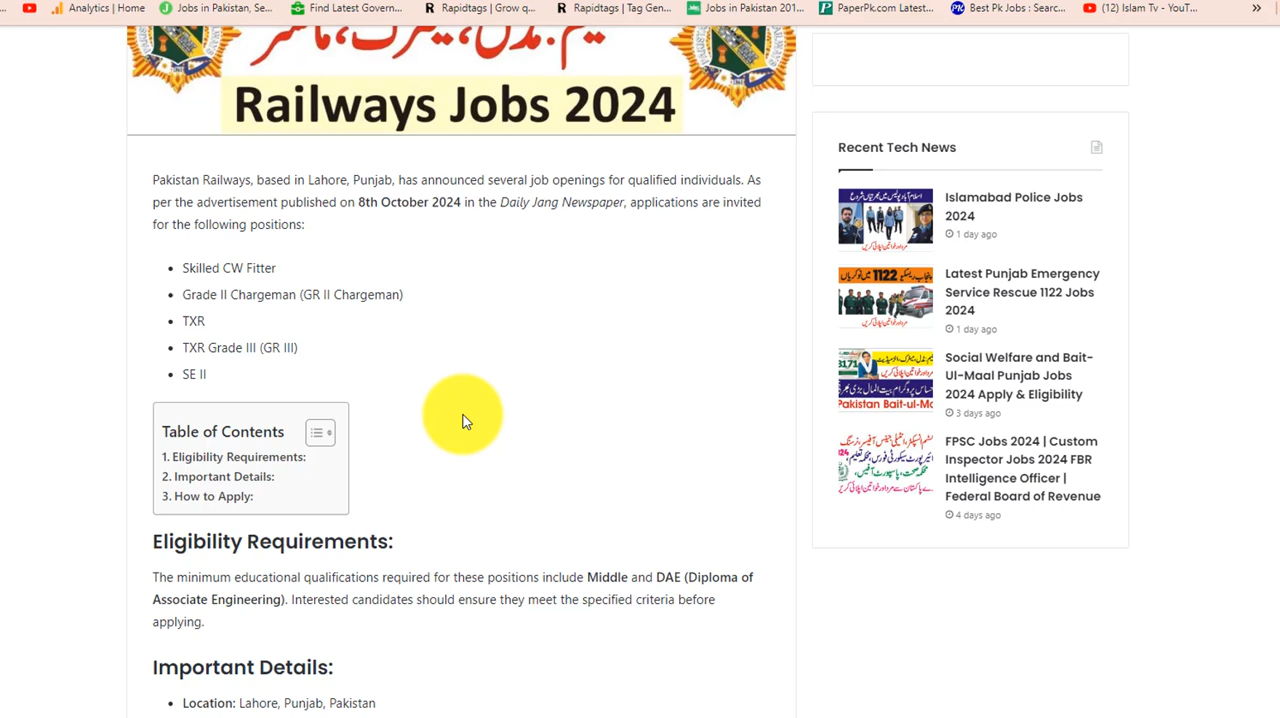 Analytics | Home
Jobs in Pakistan, Se...
Find Latest Govern...
Rapidtags | Grow q...
Rapidtags | Tag Gen...
Jobs in Pakistan 201...
PaperPk.com Latest...
Best Pk Jobs : Searc...
(12) Islam Tv - YouT...
»
Railways Jobs 2024
Pakistan Railways, based in Lahore, Punjab, has announced several job openings for qualified individuals. As
per the advertisement published on 8th October 2024 in the Daily Jang Newspaper, applications are invited
for the following positions:
• Skilled CW Fitter
• Grade II Chargeman (GR II Chargeman)
• TXR
• TXR Grade III (GR III)
• SE II
Table of Contents
1. Eligibility Requirements:
2. Important Details:
3. How to Apply:
Eligibility Requirements:
The minimum educational qualifications required for these positions include Middle and DAE (Diploma of
Associate Engineering). Interested candidates should ensure they meet the specified criteria before
applying.
Important Details:
• Location: Lahore, Punjab, Pakistan
Recent Tech News
Islamabad Police Jobs
2024
1 day ago
Latest Punjab Emergency
Service Rescue 1122 Jobs
2024
1 day ago
Social Welfare and Bait-
Ul-Maal Punjab Jobs
2024 Apply & Eligibility
3 days ago
FPSC Jobs 2024 | Custom
Inspector Jobs 2024 FBR
Intelligence Officer |
Federal Board of Revenue
4 days ago